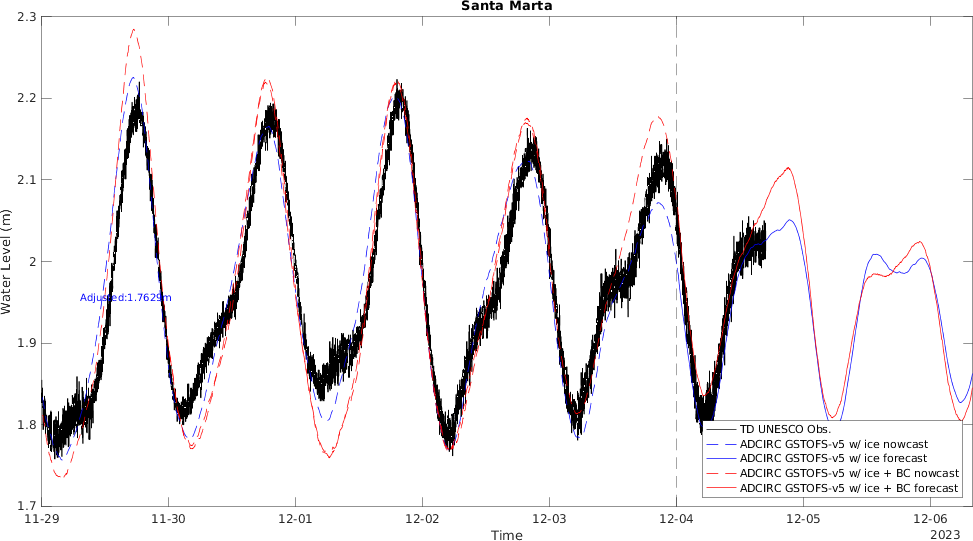 Santa Marta
2.3
2.2
2.1
2
1.9
1.8
1.7
Water Level (m)
Adjusted:1.7629m
TD UNESCO Obs.
ADCIRC GSTOFS-v5 w/ ice nowcast
ADCIRC GSTOFS-v5 w/ ice forecast
ADCIRC GSTOFS-v5 w/ ice + BC nowcast
ADCIRC GSTOFS-v5 w/ ice + BC forecast
11-29 11-30 12-01 12-02 12-03 12-04 12-05 12-06
Time
2023